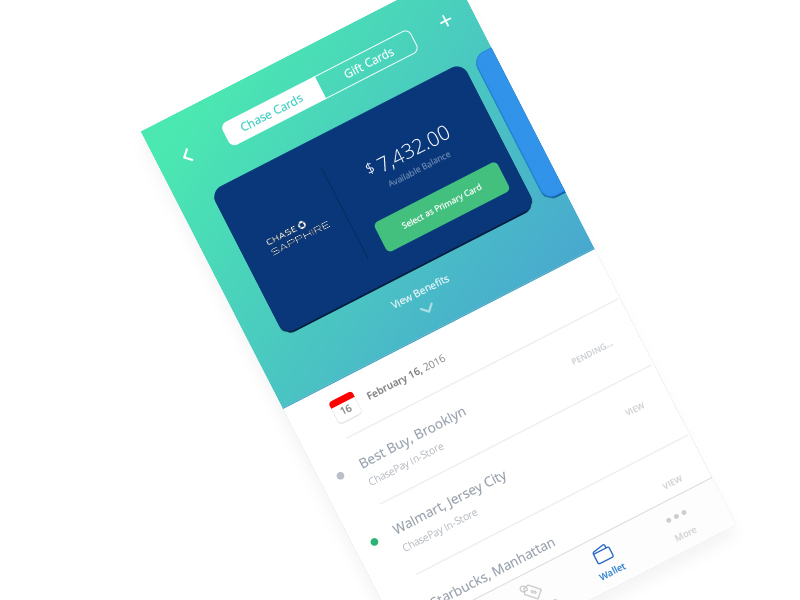 +
Chase Cards
Gift Cards
$7,432.00
Available Balance
Select as Primary Card
CHASE
SAPPHIRE
View Benefits
16
February 16, 2016
PENDING...
Best Buy, Brooklyn
ChasePay In-Store
VIEW
Walmart, Jersey City
ChasePay In-Store
VIEW
Starbucks, Manhattan
Wallet
More